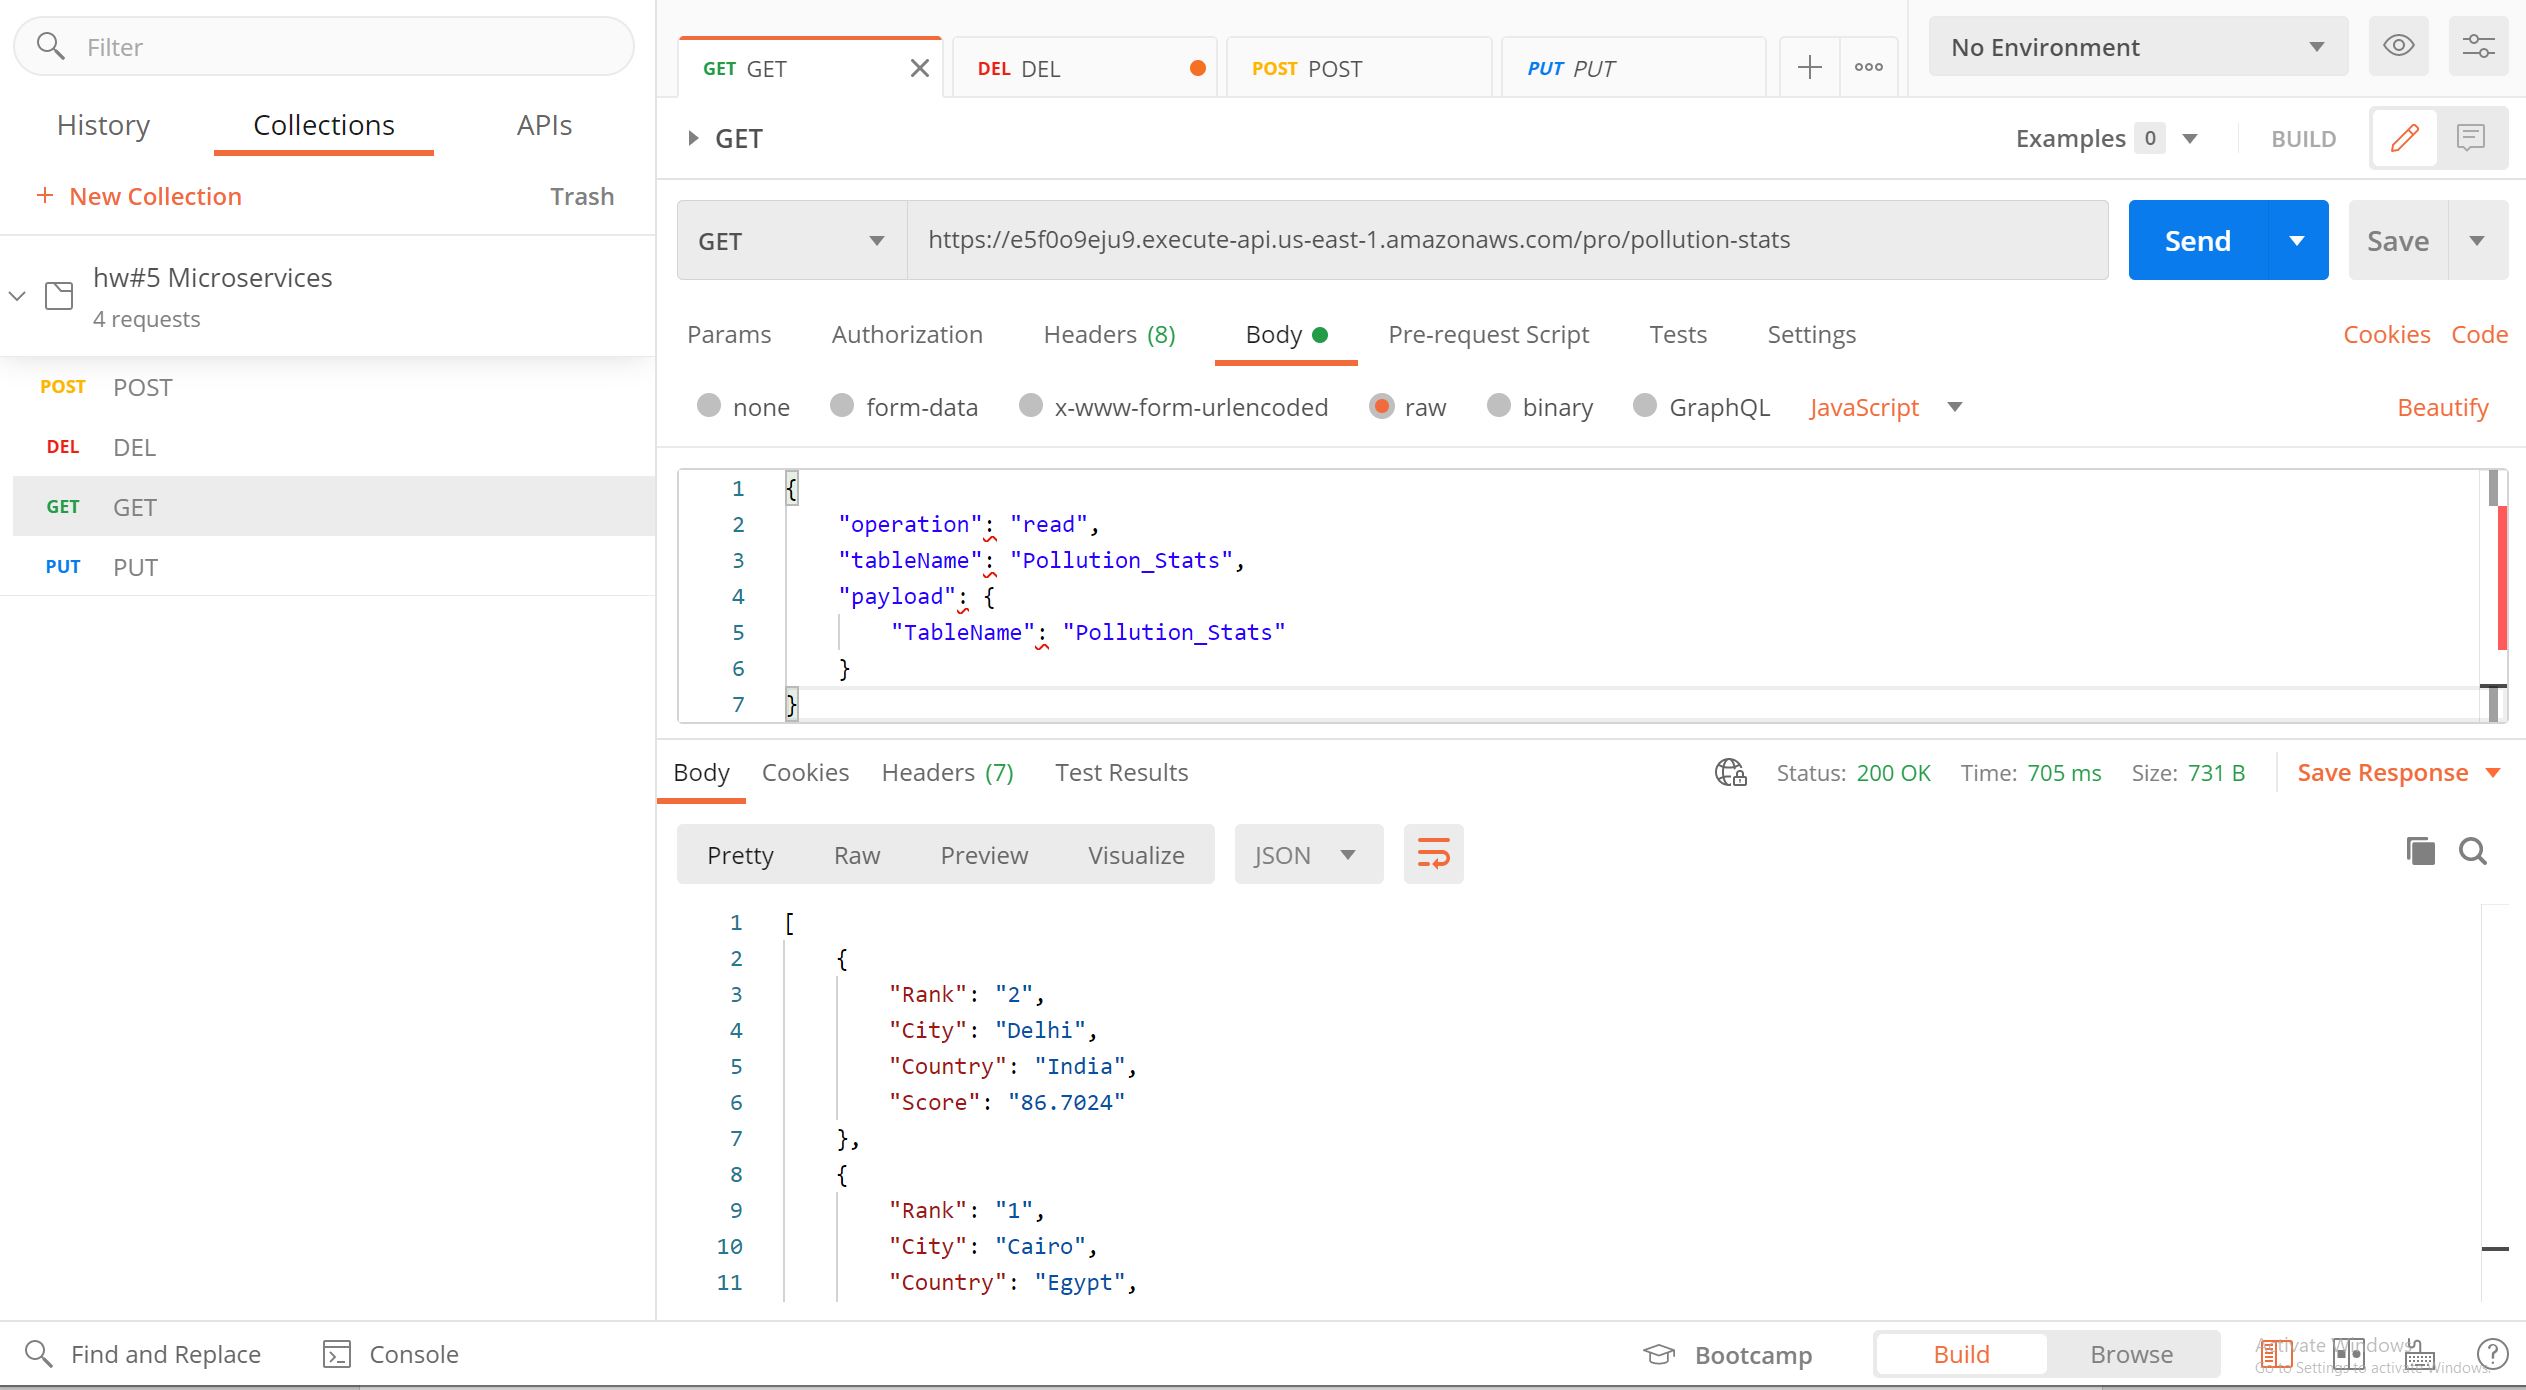 Filter
History Collections APIs
+ New Collection Trash
hw#5 Microservices
4 requests
POST POST
DEL DEL
GET GET
PUT PUT
GET GET DEL DEL POST POST PUT PUT
No Environment
GET
Examples 0 BUILD
GET https://e5f0o9eju9.execute-api.us-east-1.amazonaws.com/pro/pollution-stats Send Save
Params Authorization Headers (8) Body Pre-request Script Tests Settings Cookies Code
none form-data x-www-form-urlencoded raw binary GraphQL JavaScript Beautify
1 {
2 "operation": "read",
3 "tableName": "Pollution_Stats",
4 "payload": {
5 "TableName": "Pollution_Stats"
6 }
7 }
Body Cookies Headers (7) Test Results Status: 200 OK Time: 705 ms Size: 731 B Save Response
Pretty Raw Preview Visualize JSON
1 [
2 {
3 "Rank": "2",
4 "City": "Delhi",
5 "Country": "India",
6 "Score": "86.7024"
7 },
8 {
9 "Rank": "1",
10 "City": "Cairo",
11 "Country": "Egypt",
Find and Replace Console Bootcamp Build Browse
Activate Windows
Go to Settings to activate Windows.